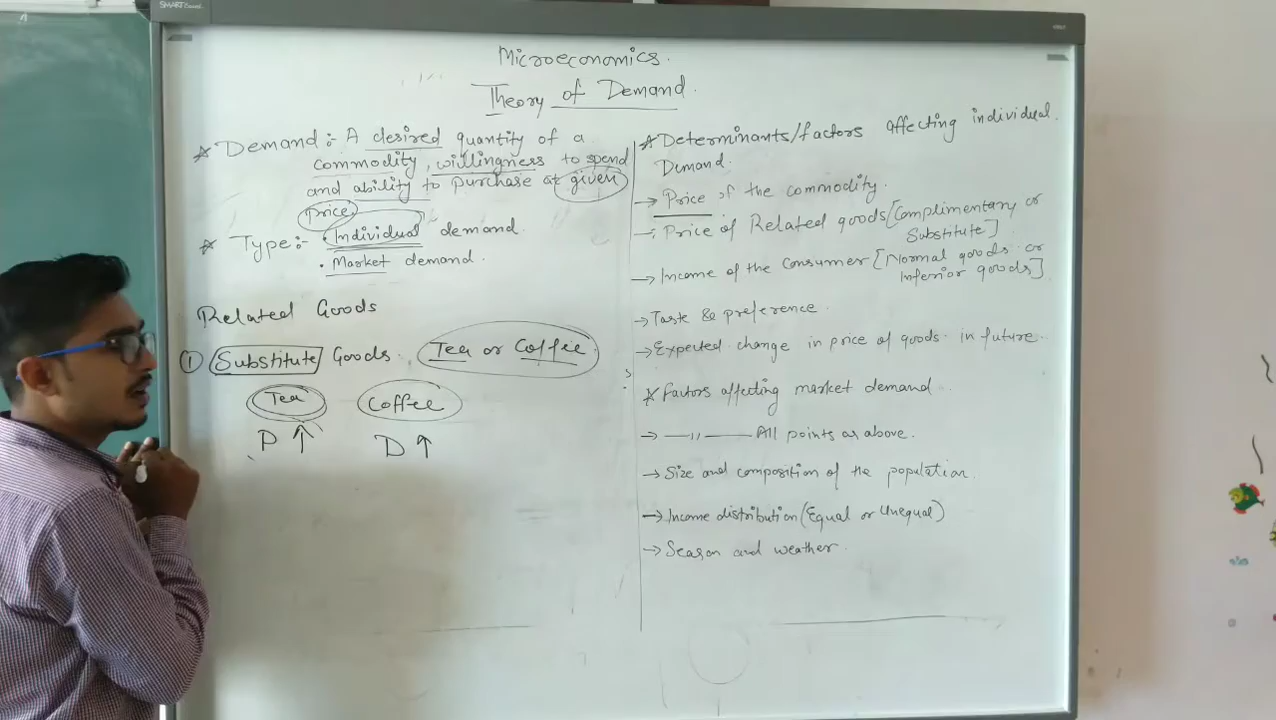 SMART Board
Microeconomics.
Theory of Demand.
* Demand :- A desired quantity of a
commodity, willingness to spend
and ability to purchase at given
price
* Type :- • Individual demand.
• Market demand.
Related Goods
① Substitute Goods. Tea or Coffee
Tea Coffee
P ↑ D ↑
* Determinants/factors affecting individual
Demand.
→ Price of the commodity.
→ Price of Related goods [Complimentary or
Substitute]
→ Income of the Consumer [Normal goods or
Inferior goods]
→ Taste & preference
→ Expected change in price of goods in future
* Factors affecting market demand
→ —— 〃 —— All points as above.
→ Size and composition of the population
→ Income distribution (Equal or Unequal)
→ Season and weather.